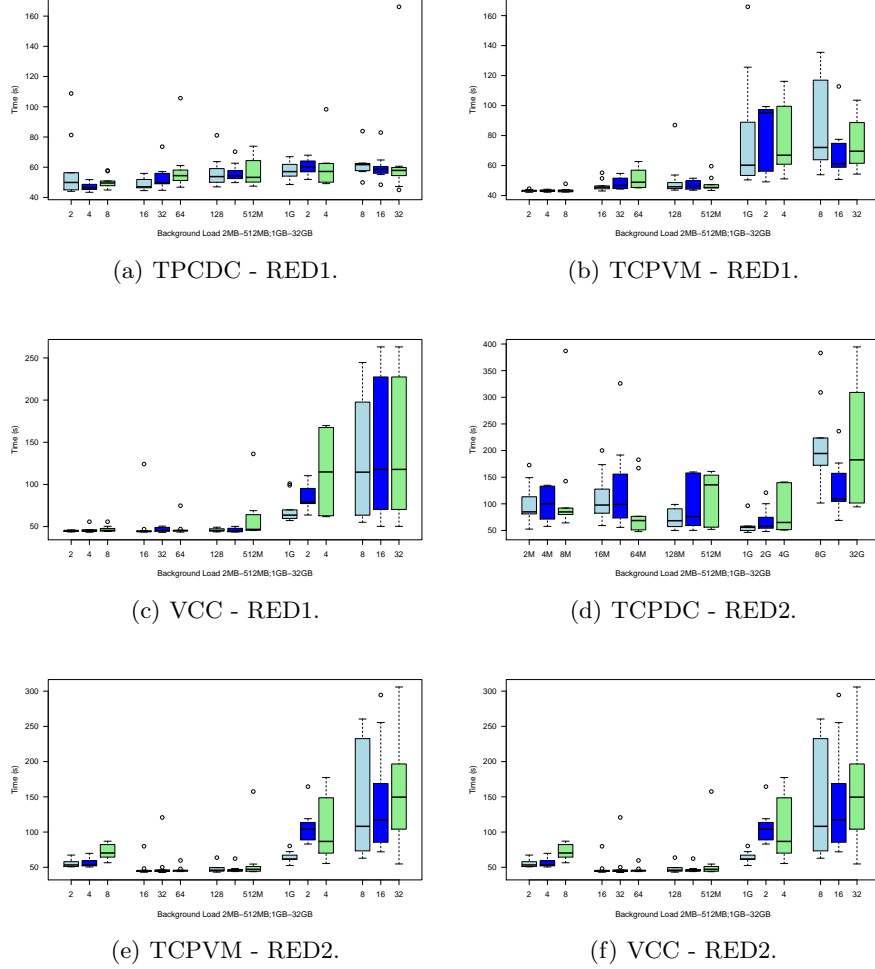 160
140
120
100
80
60
40
Time (s)
2 4 8 16 32 64 128 512M 1G 2 4 8 16 32
Background Load 2MB−512MB;1GB−32GB
(a) TPCDC - RED1.
160
140
120
100
80
60
40
Time (s)
2 4 8 16 32 64 128 512M 1G 2 4 8 16 32
Background Load 2MB−512MB;1GB−32GB
(b) TCPVM - RED1.
250
200
150
100
50
Time (s)
2 4 8 16 32 64 128 512M 1G 2 4 8 16 32
Background Load 2MB−512MB;1GB−32GB
(c) VCC - RED1.
400
350
300
250
200
150
100
50
Time (s)
2M 4M 8M 16M 64M 128M 512M 1G 2G 4G 8G 32G
Background Load 2MB−512MB;1GB−32GB
(d) TCPDC - RED2.
300
250
200
150
100
50
Time (s)
2 4 8 16 32 64 128 512M 1G 2 4 8 16 32
Background Load 2MB−512MB;1GB−32GB
(e) TCPVM - RED2.
300
250
200
150
100
50
Time (s)
2 4 8 16 32 64 128 512M 1G 2 4 8 16 32
Background Load 2MB−512MB;1GB−32GB
(f) VCC - RED2.